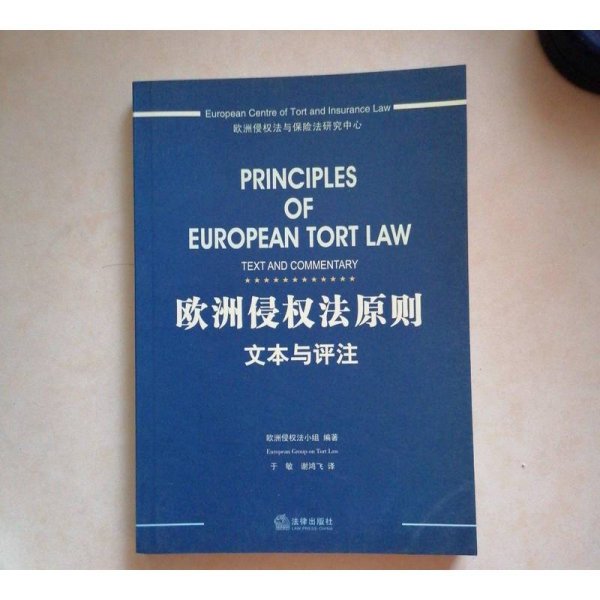 European Centre of Tort and Insurance Law
欧洲侵权法与保险法研究中心
PRINCIPLES
OF
EUROPEAN TORT LAW
TEXT AND COMMENTARY
欧洲侵权法原则
文本与评注
欧洲侵权法小组 编著
European Group on Tort Law
于 敏 谢鸿飞 译
法律出版社
LAW PRESS·CHINA